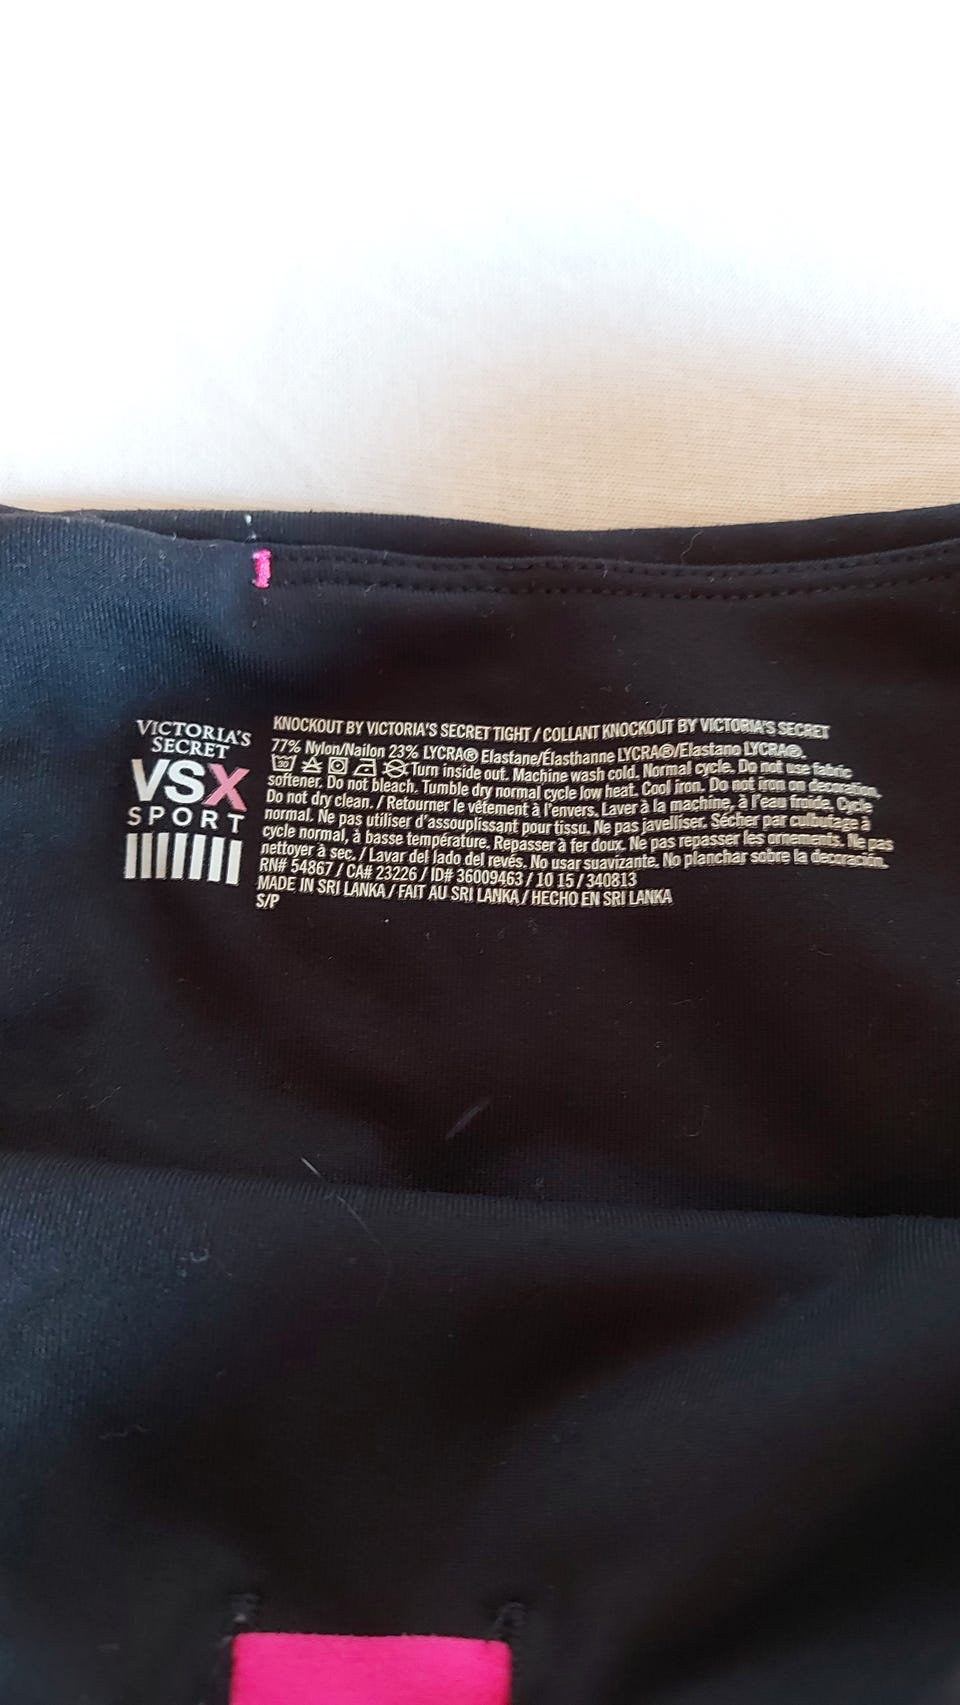 VICTORIA'S
SECRET
VSX
SPORT
KNOCKOUT BY VICTORIA'S SECRET TIGHT / COLLANT KNOCKOUT BY VICTORIA'S SECRET
77% Nylon/Nailon 23% LYCRA® Elastane/Élasthanne LYCRA®/Elastano LYCRA®.
30 Turn inside out. Machine wash cold. Normal cycle. Do not use fabric
softener. Do not bleach. Tumble dry normal cycle low heat. Cool iron. Do not iron on decoration.
Do not dry clean. / Retourner le vêtement à l'envers. Laver à la machine, à l'eau froide. Cycle
normal. Ne pas utiliser d'assouplissant pour tissu. Ne pas javelliser. Sécher par culbutage à
cycle normal, à basse température. Repasser à fer doux. Ne pas repasser les ornements. Ne pas
nettoyer à sec. / Lavar del lado del revés. No usar suavizante. No planchar sobre la decoración.
RN# 54867 / CA# 23226 / ID# 36009463 / 10 15 / 340813
MADE IN SRI LANKA / FAIT AU SRI LANKA / HECHO EN SRI LANKA
S/P